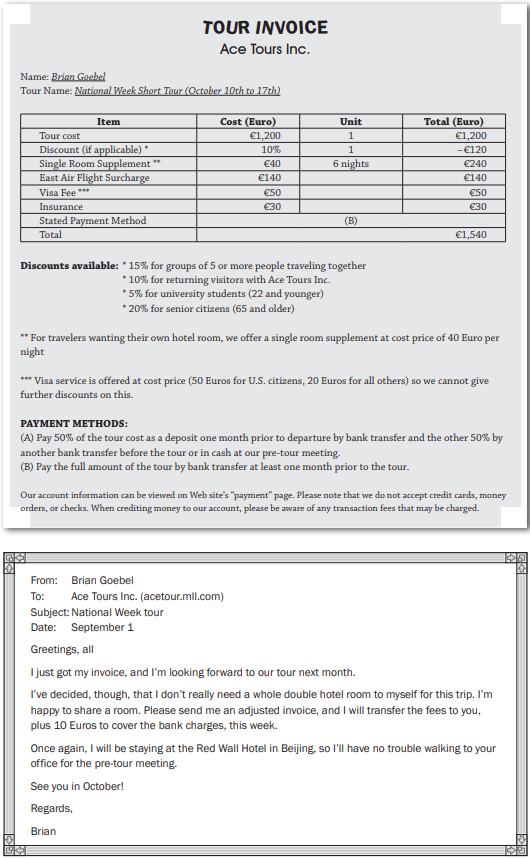 TOUR INVOICE
Ace Tours Inc.
Name: Brian Goebel
Tour Name: National Week Short Tour (October 10th to 17th)
Item Cost (Euro) Unit Total (Euro)
Tour cost €1,200 1 €1,200
Discount (if applicable) * 10% 1 –€120
Single Room Supplement ** €40 6 nights €240
East Air Flight Surcharge €140 €140
Visa Fee *** €50 €50
Insurance €30 €30
Stated Payment Method (B)
Total €1,540
Discounts available: * 15% for groups of 5 or more people traveling together
* 10% for returning visitors with Ace Tours Inc.
* 5% for university students (22 and younger)
* 20% for senior citizens (65 and older)
** For travelers wanting their own hotel room, we offer a single room supplement at cost price of 40 Euro per
night
*** Visa service is offered at cost price (50 Euros for U.S. citizens, 20 Euros for all others) so we cannot give
further discounts on this.
PAYMENT METHODS:
(A) Pay 50% of the tour cost as a deposit one month prior to departure by bank transfer and the other 50% by
another bank transfer before the tour or in cash at our pre-tour meeting.
(B) Pay the full amount of the tour by bank transfer at least one month prior to the tour.
Our account information can be viewed on Web site's "payment" page. Please note that we do not accept credit cards, money
orders, or checks. When crediting money to our account, please be aware of any transaction fees that may be charged.
From: Brian Goebel
To: Ace Tours Inc. (acetour.mll.com)
Subject: National Week tour
Date: September 1
Greetings, all
I just got my invoice, and I'm looking forward to our tour next month.
I've decided, though, that I don't really need a whole double hotel room to myself for this trip. I'm
happy to share a room. Please send me an adjusted invoice, and I will transfer the fees to you,
plus 10 Euros to cover the bank charges, this week.
Once again, I will be staying at the Red Wall Hotel in Beijing, so I'll have no trouble walking to your
office for the pre-tour meeting.
See you in October!
Regards,
Brian